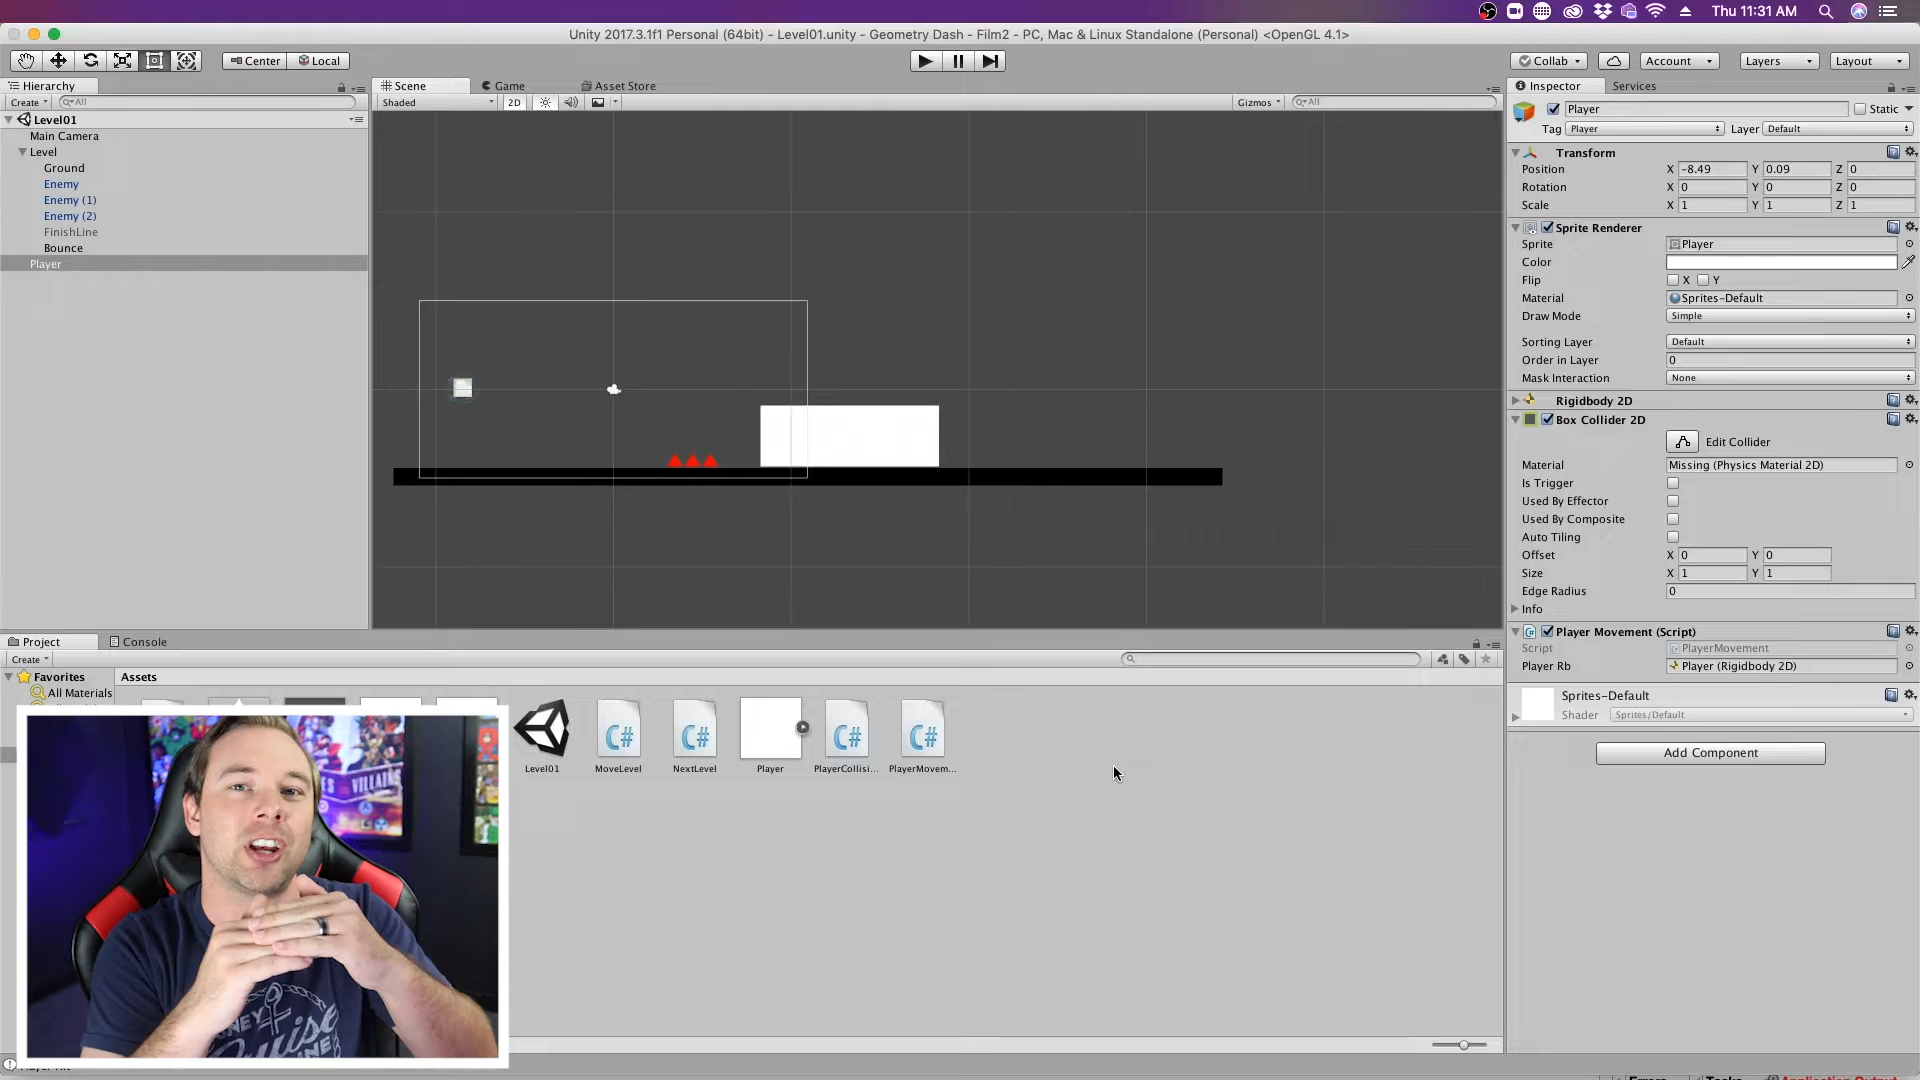 Thu 11:31 AM
Unity 2017.3.1f1 Personal (64bit) - Level01.unity - Geometry Dash - Film2 - PC, Mac & Linux Standalone (Personal) <OpenGL 4.1>
Center Local
Collab Account Layers Layout
Hierarchy
Create All
Level01
Main Camera
Level
Ground
Enemy
Enemy (1)
Enemy (2)
FinishLine
Bounce
Player
Scene Game Asset Store
Shaded 2D Gizmos All
Inspector Services
Player Static
Tag Player Layer Default
Transform
Position X -8.49 Y 0.09 Z 0
Rotation X 0 Y 0 Z 0
Scale X 1 Y 1 Z 1
Sprite Renderer
Sprite Player
Color
Flip X Y
Material Sprites-Default
Draw Mode Simple
Sorting Layer Default
Order in Layer 0
Mask Interaction None
Rigidbody 2D
Box Collider 2D
Edit Collider
Material Missing (Physics Material 2D)
Is Trigger
Used By Effector
Used By Composite
Auto Tiling
Offset X 0 Y 0
Size X 1 Y 1
Edge Radius 0
Info
Player Movement (Script)
Script PlayerMovement
Player Rb Player (Rigidbody 2D)
Sprites-Default
Shader Sprites/Default
Add Component
Project Console
Create
Favorites
All Materials
Assets
C# C# C# C#
Level01 MoveLevel NextLevel Player PlayerCollisi... PlayerMovem...
VILLAINS